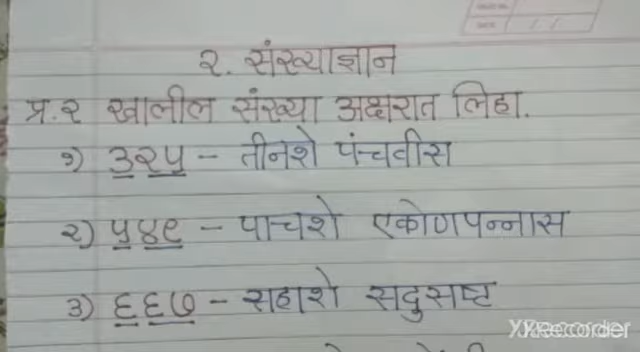 २. संख्याज्ञान
प्र.२ खालील संख्या अक्षरात लिहा.
१) ३२५ - तीनशे पंचवीस
२) ५४९ - पाचशे एकोणपन्नास
३) ६६७ - सहाशे सदुसष्ट
XRecorder